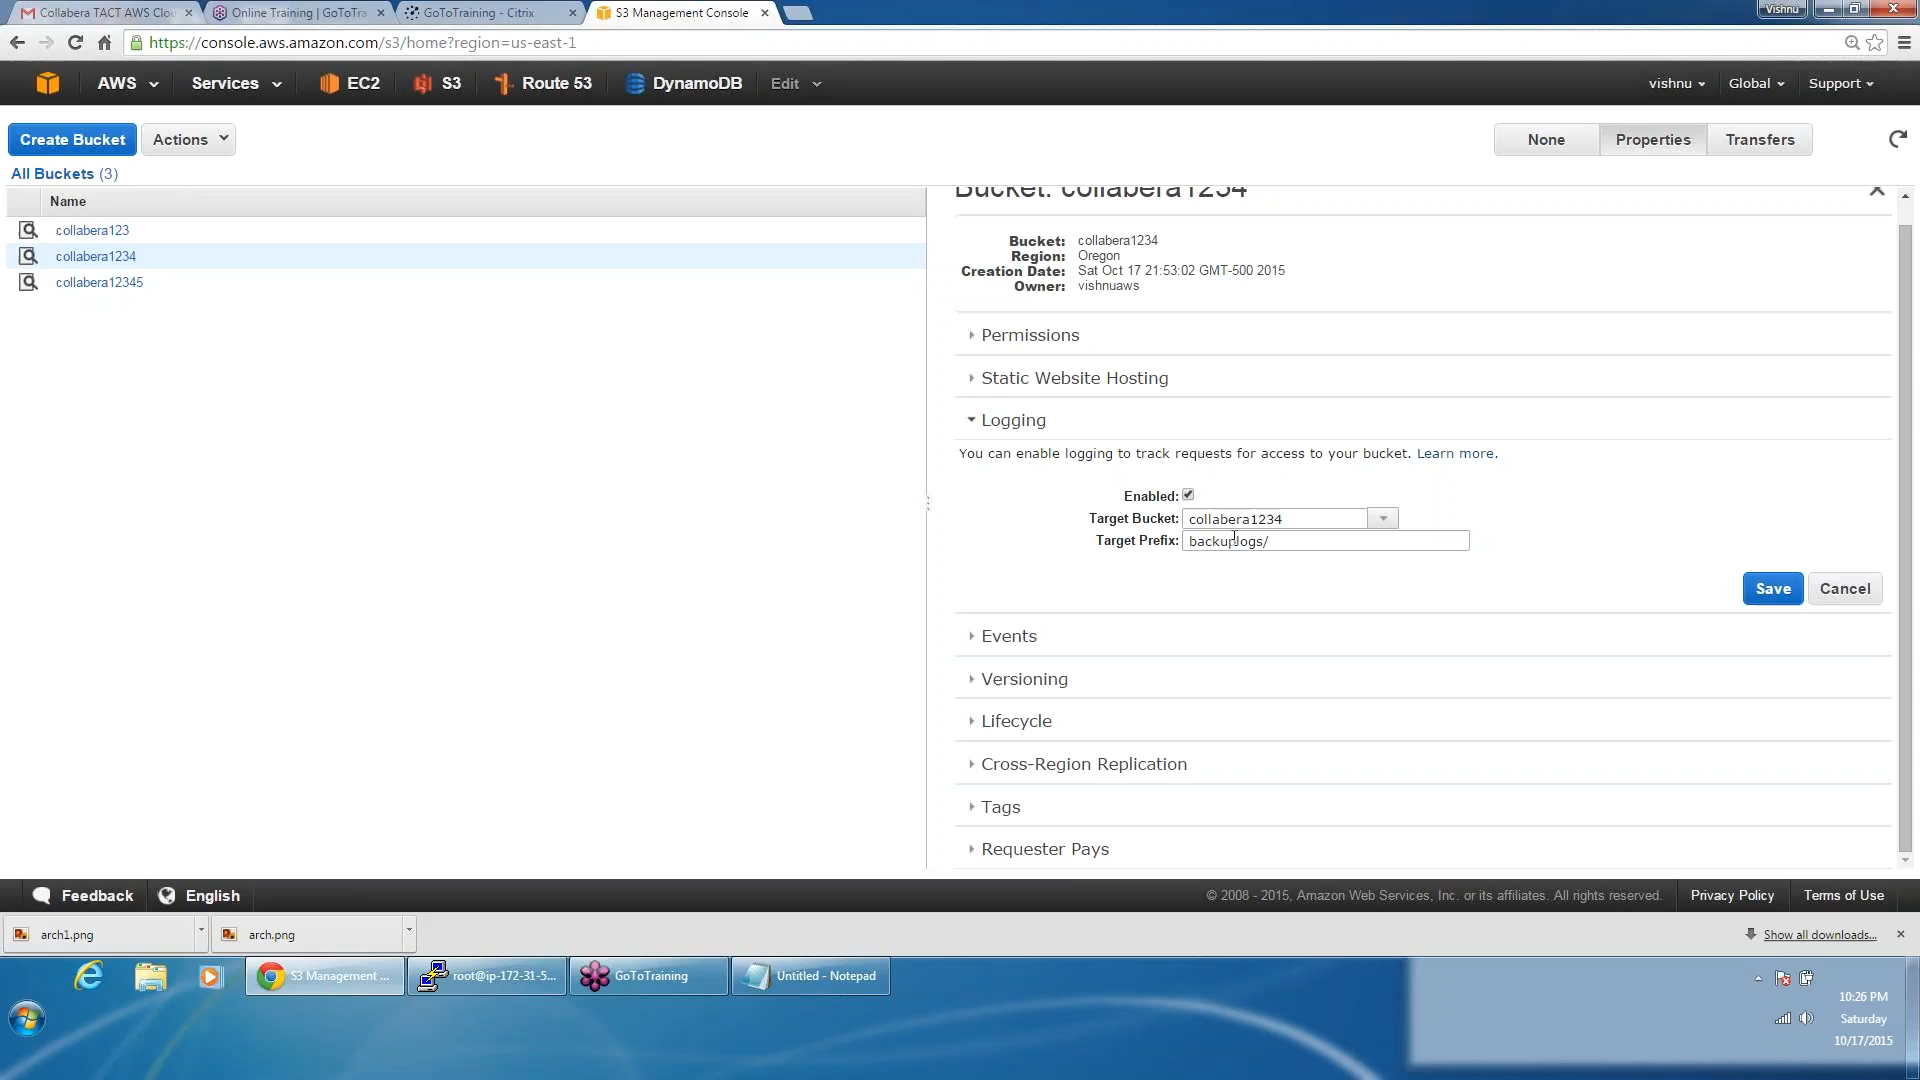 Collabera TACT AWS Clou
Online Training | GoToTra
GoToTraining - Citrix
S3 Management Console
Vishnu
https://console.aws.amazon.com/s3/home?region=us-east-1
AWS
Services
EC2
S3
Route 53
DynamoDB
Edit
vishnu
Global
Support
Create Bucket
Actions
None
Properties
Transfers
All Buckets (3)
Name
collabera123
collabera1234
collabera12345
Bucket: collabera1234
Bucket: collabera1234
Region: Oregon
Creation Date: Sat Oct 17 21:53:02 GMT-500 2015
Owner: vishnuaws
Permissions
Static Website Hosting
Logging
You can enable logging to track requests for access to your bucket. Learn more.
Enabled:
Target Bucket: collabera1234
Target Prefix: backuplogs/
Save
Cancel
Events
Versioning
Lifecycle
Cross-Region Replication
Tags
Requester Pays
Feedback
English
© 2008 - 2015, Amazon Web Services, Inc. or its affiliates. All rights reserved.
Privacy Policy
Terms of Use
arch1.png
arch.png
Show all downloads...
S3 Management ...
root@ip-172-31-5...
GoToTraining
Untitled - Notepad
10:26 PM
Saturday
10/17/2015